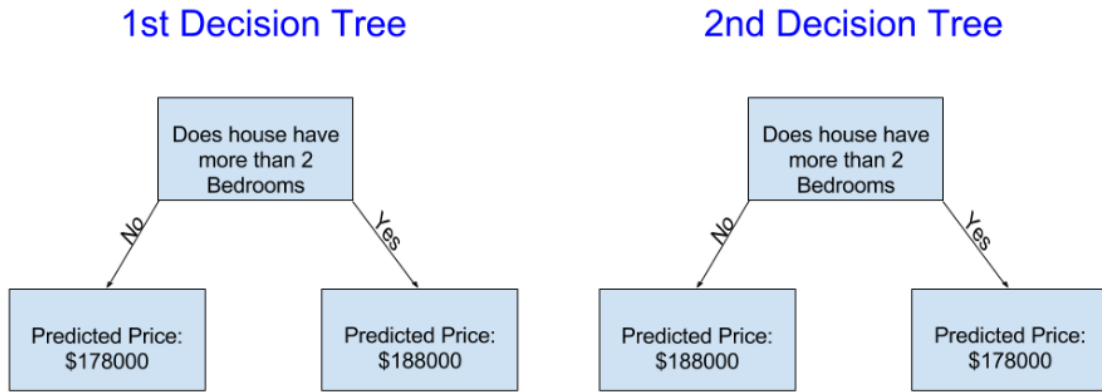 1st Decision Tree
Does house have
more than 2
Bedrooms
No
Yes
Predicted Price:
$178000
Predicted Price:
$188000
2nd Decision Tree
Does house have
more than 2
Bedrooms
No
Yes
Predicted Price:
$188000
Predicted Price:
$178000